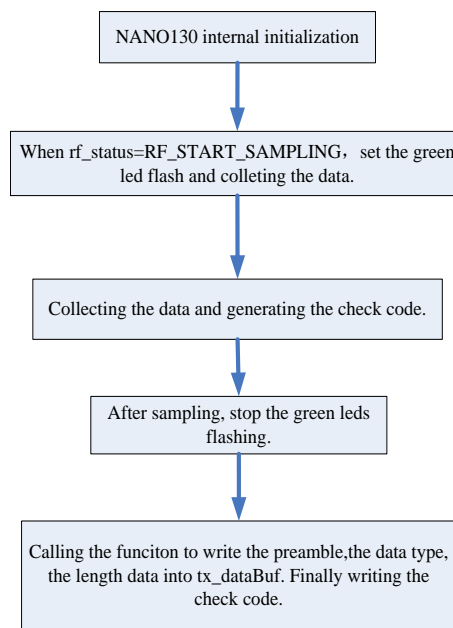 NANO130 internal initialization
When rf_status=RF_START_SAMPLING，set the green
led flash and colleting the data.
Collecting the data and generating the check code.
After sampling, stop the green leds
flashing.
Calling the funciton to write the preamble,the data type,
the length data into tx_dataBuf. Finally writing the
check code.